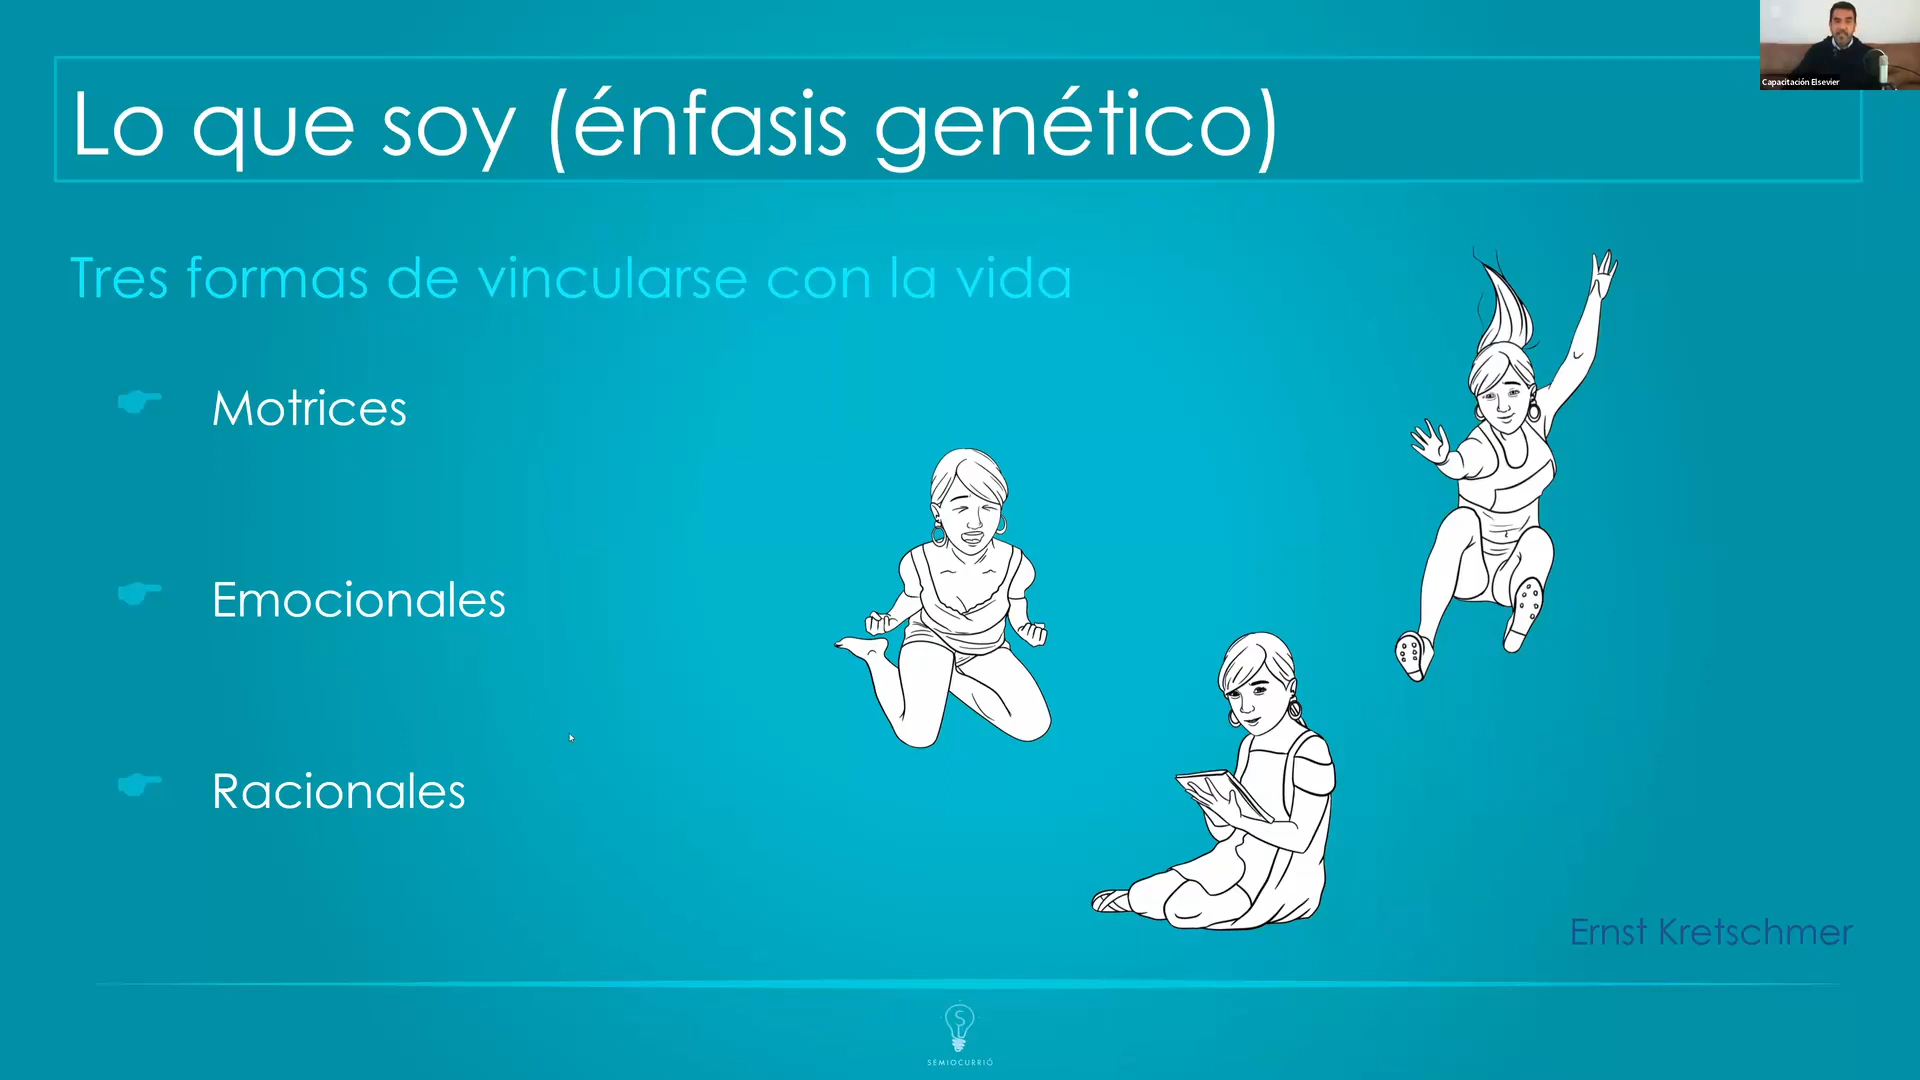 Capacitación Elsevier
Lo que soy (énfasis genético)
Tres formas de vincularse con la vida
Motrices
Emocionales
Racionales
Ernst Kretschmer
SEMIOCURRIÓ